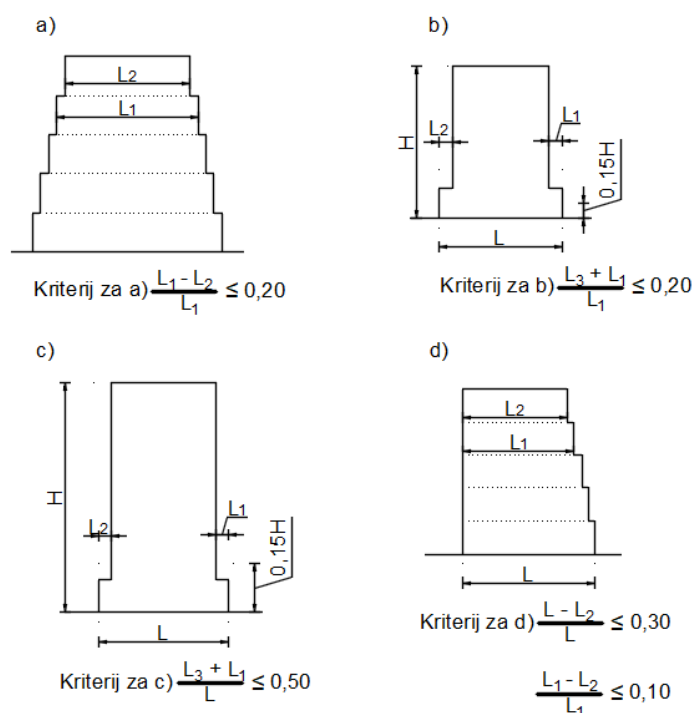 a)
L2
L1
Kriterij za a) L1 - L2 / L1 ≤ 0,20
b)
H
L2
L1
0,15H
L
Kriterij za b) L3 + L1 / L1 ≤ 0,20
c)
H
L2
L1
0,15H
L
Kriterij za c) L3 + L1 / L ≤ 0,50
d)
L2
L1
L
Kriterij za d) L - L2 / L ≤ 0,30
L1 - L2 / L1 ≤ 0,10